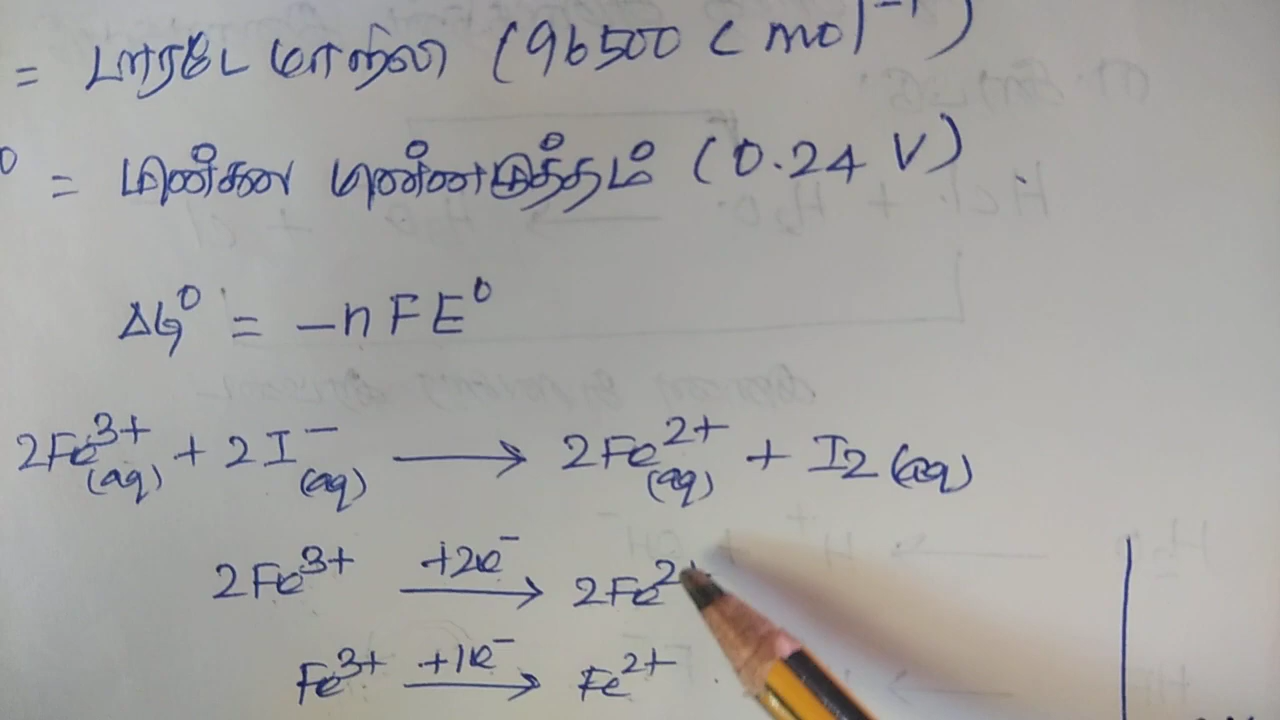 = பாரடே மாறிலி (96500 C mol⁻¹)
⁰ = மின்கல மின்னழுத்தம் (0.24 V)
ΔG⁰ = –nFE⁰
2Fe³⁺(aq) + 2I⁻(aq) ⟶ 2Fe²⁺(aq) + I₂(aq)
2Fe³⁺ +2e⁻ ⟶ 2Fe²⁺
Fe³⁺ +1e⁻ ⟶ Fe²⁺